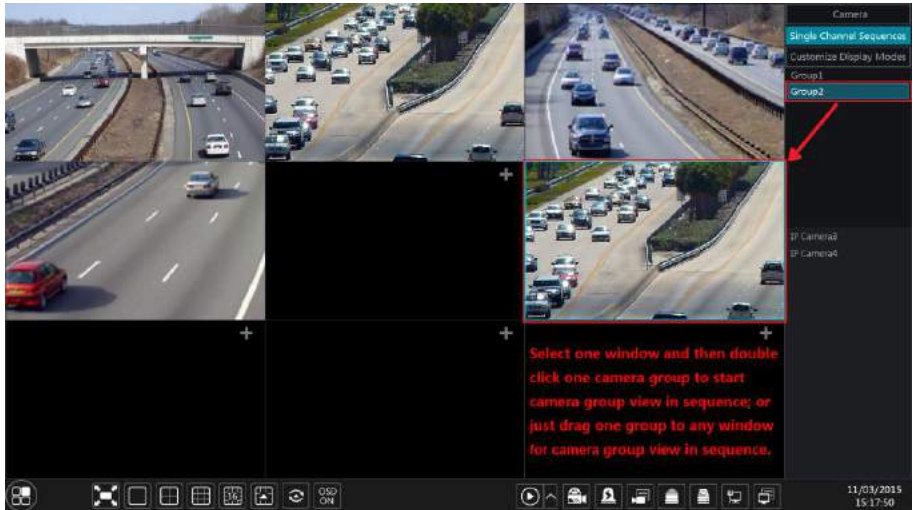 Camera
Single Channel Sequences
Customize Display Modes
Group1
Group2
IP Camera3
IP Camera4
Select one window and then double
click one camera group to start
camera group view in sequence; or
just drag one group to any window
for camera group view in sequence.
16
OSD
ON
11/03/2015
15:17:50